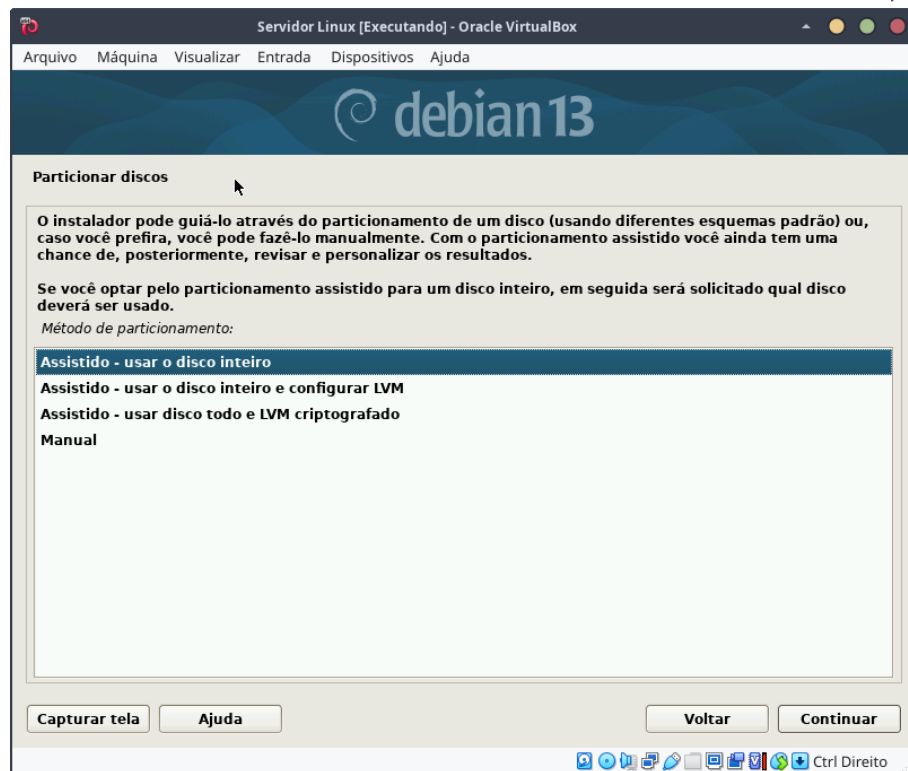 Servidor Linux [Executando] - Oracle VirtualBox
Arquivo Máquina Visualizar Entrada Dispositivos Ajuda
debian 13
Particionar discos
O instalador pode guiá-lo através do particionamento de um disco (usando diferentes esquemas padrão) ou,
caso você prefira, você pode fazê-lo manualmente. Com o particionamento assistido você ainda tem uma
chance de, posteriormente, revisar e personalizar os resultados.
Se você optar pelo particionamento assistido para um disco inteiro, em seguida será solicitado qual disco
deverá ser usado.
Método de particionamento:
Assistido - usar o disco inteiro
Assistido - usar o disco inteiro e configurar LVM
Assistido - usar disco todo e LVM criptografado
Manual
Capturar tela Ajuda Voltar Continuar
Ctrl Direito